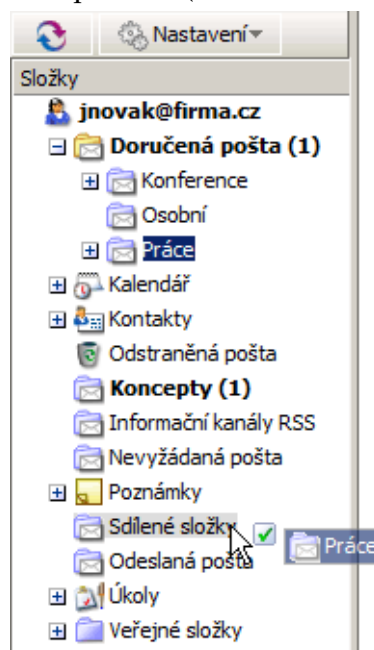 Nastavení
Složky
jnovak@firma.cz
Doručená pošta (1)
Konference
Osobní
Práce
Kalendář
Kontakty
Odstraněná pošta
Koncepty (1)
Informační kanály RSS
Nevyžádaná pošta
Poznámky
Sdílené složky
Práce
Odeslaná pošta
Úkoly
Veřejné složky